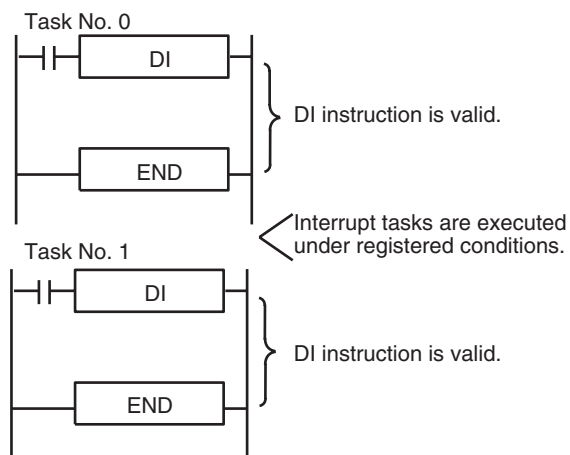 Task No. 0
DI
DI instruction is valid.
END
Interrupt tasks are executed
under registered conditions.
Task No. 1
DI
DI instruction is valid.
END